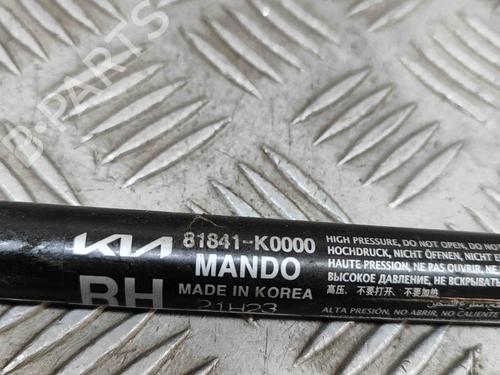 KIA 81841-K0000
MANDO
RH MADE IN KOREA
21H23
HIGH PRESSURE, DO NOT OPEN, DO NOT
HOCHDRUCK, NICHT ÖFFNEN, NICHT
HAUTE PRESSION, NE PAS OUVRIR, NE
ВЫСОКОЕ ДАВЛЕНИЕ, НЕ ВСКРЫВАТЬ
高压、不要打开、不要加热
ALTA PRESIÓN, NO ABRIR, NO CALIENTE
B-Parts